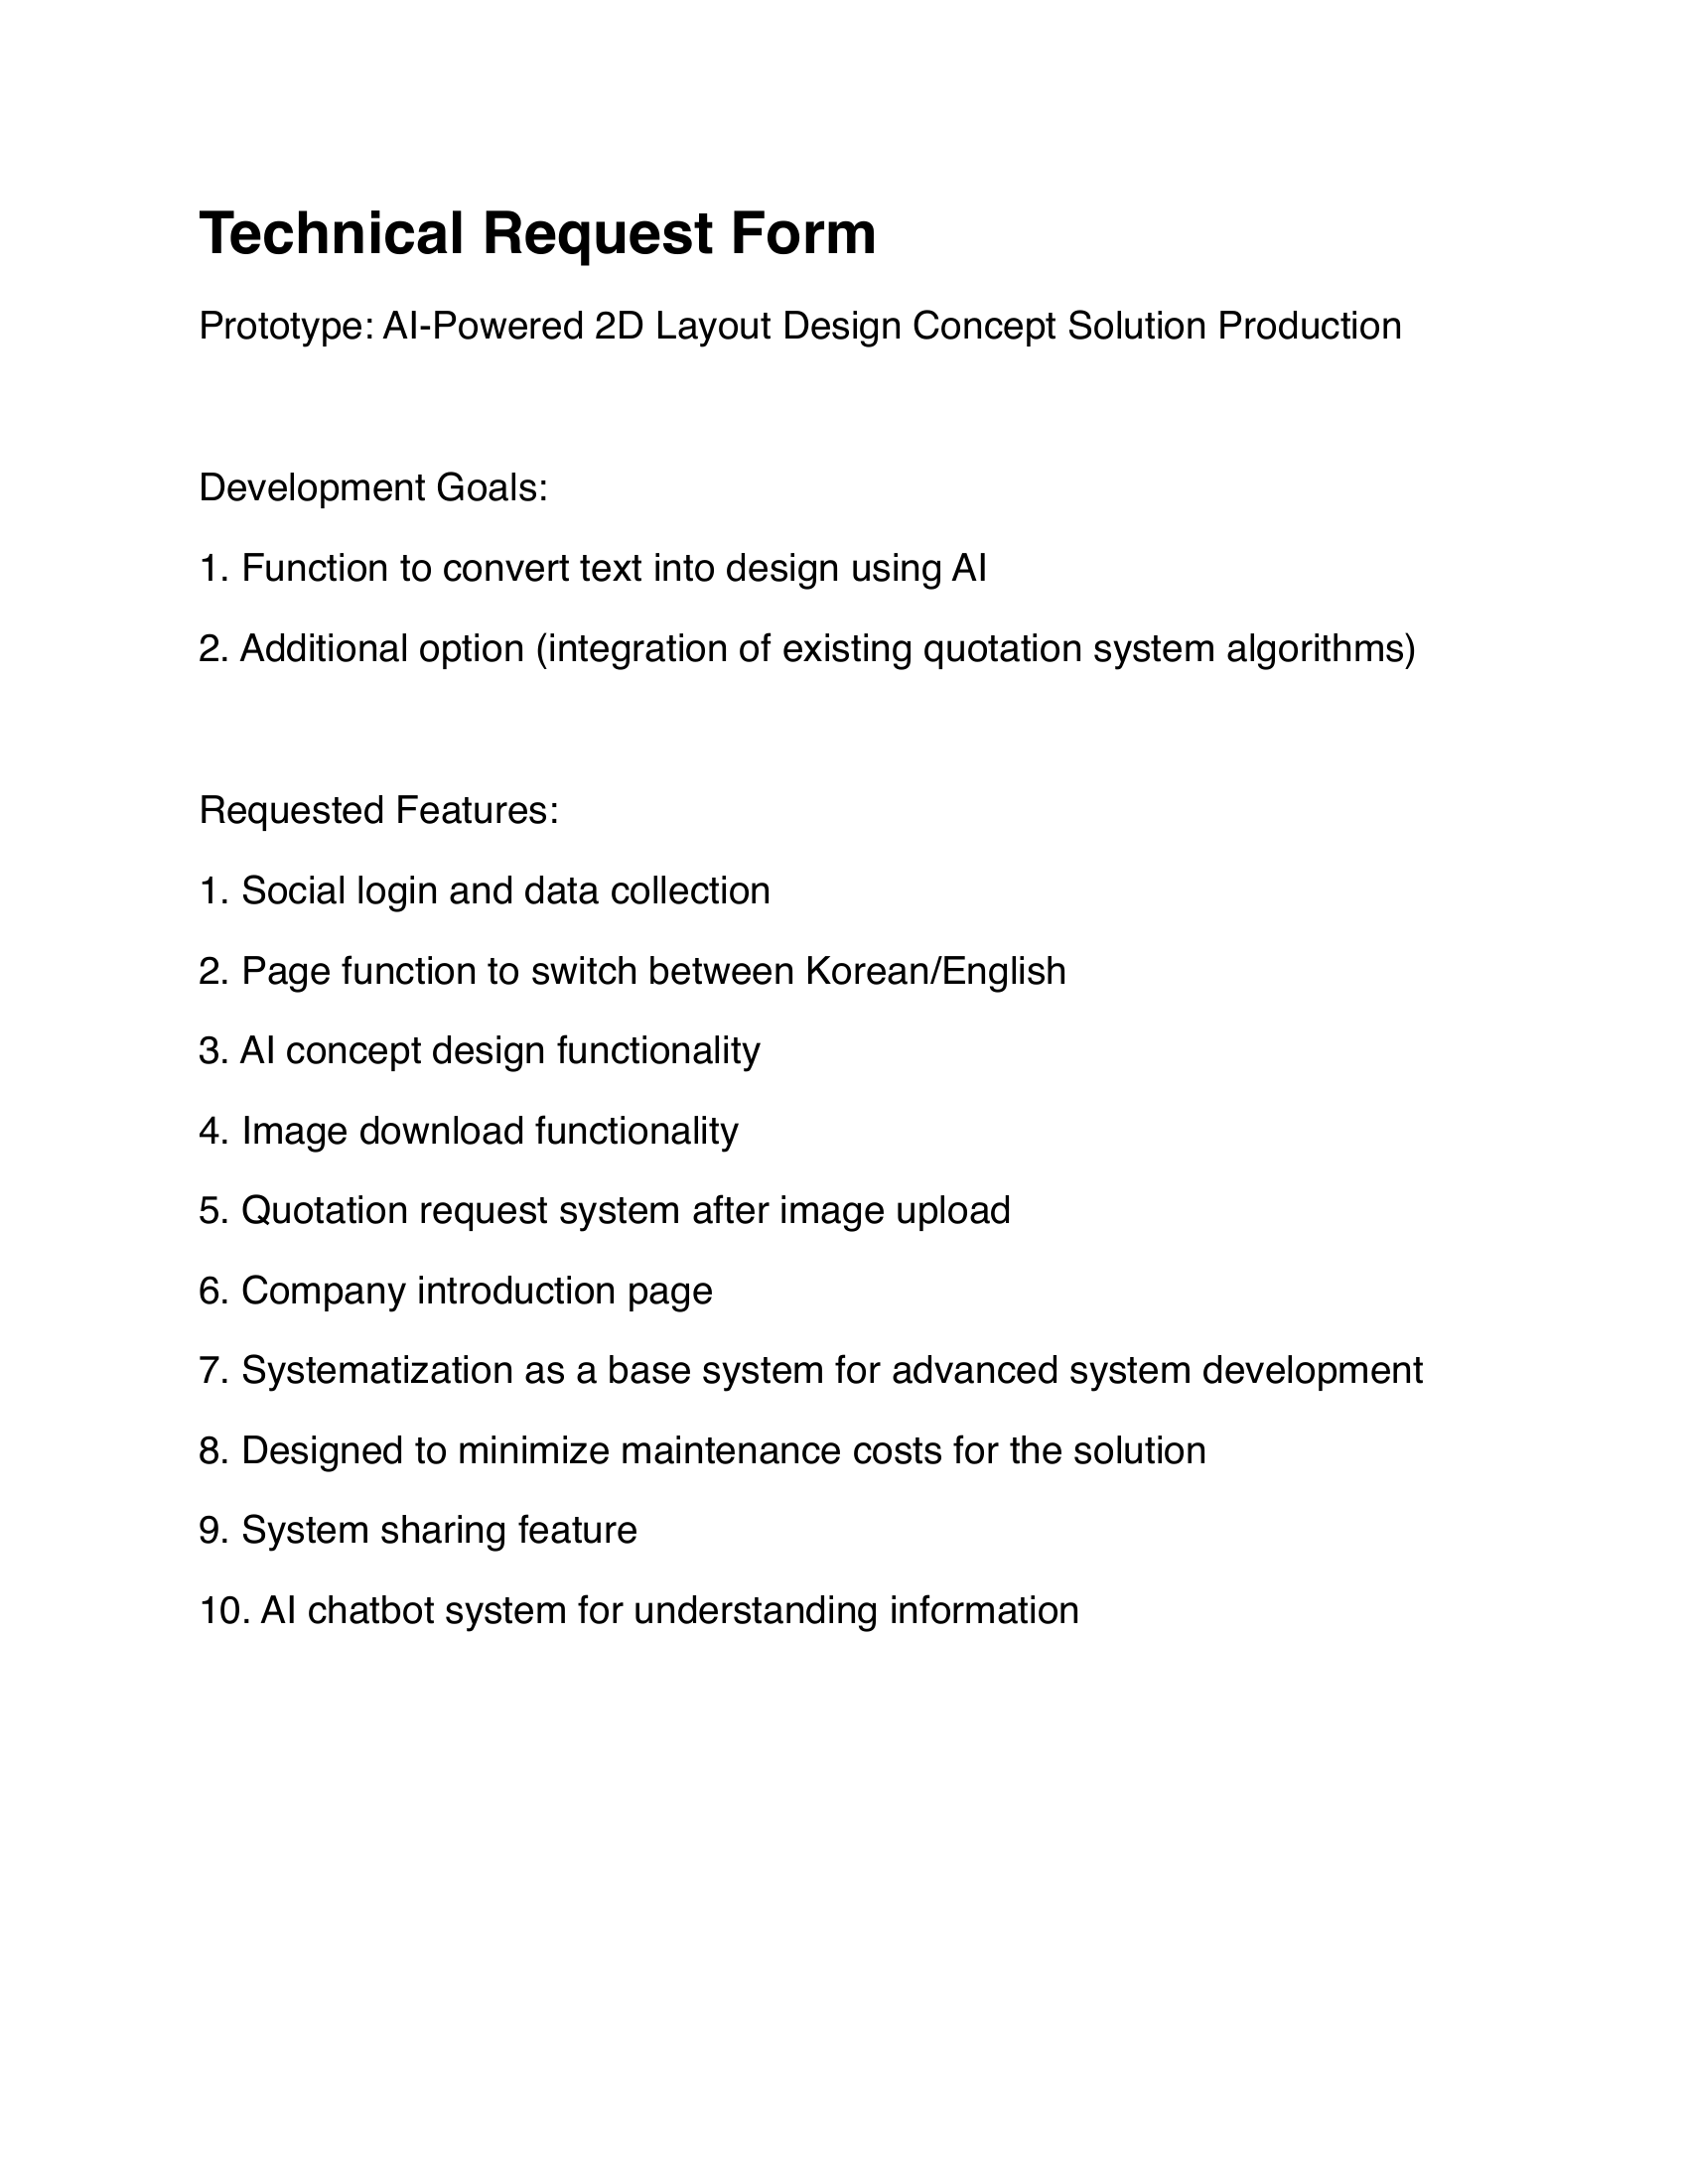 Technical Request Form
Prototype: AI-Powered 2D Layout Design Concept Solution Production
Development Goals:
1. Function to convert text into design using AI
2. Additional option (integration of existing quotation system algorithms)
Requested Features:
1. Social login and data collection
2. Page function to switch between Korean/English
3. AI concept design functionality
4. Image download functionality
5. Quotation request system after image upload
6. Company introduction page
7. Systematization as a base system for advanced system development
8. Designed to minimize maintenance costs for the solution
9. System sharing feature
10. AI chatbot system for understanding information